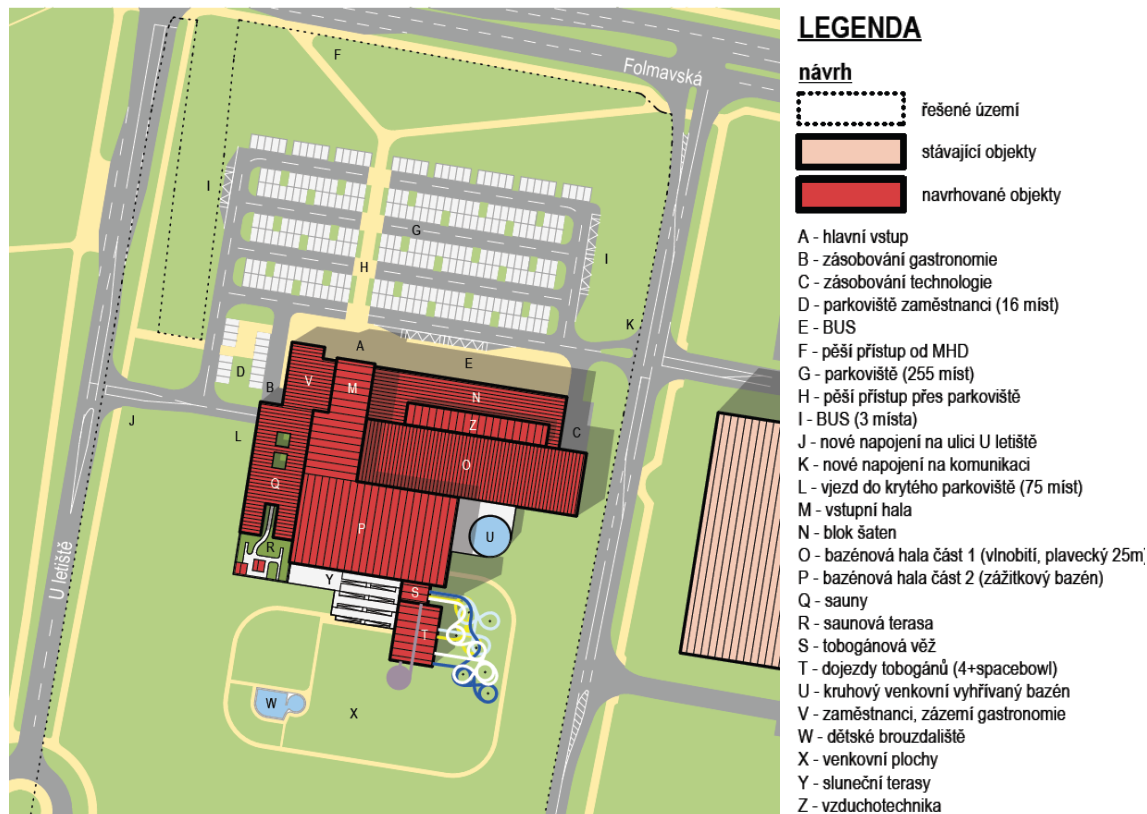 LEGENDA
návrh
řešené území
stávající objekty
navrhované objekty
A - hlavní vstup
B - zásobování gastronomie
C - zásobování technologie
D - parkoviště zaměstnanci (16 míst)
E - BUS
F - pěší přístup od MHD
G - parkoviště (255 míst)
H - pěší přístup přes parkoviště
I - BUS (3 místa)
J - nové napojení na ulici U letiště
K - nové napojení na komunikaci
L - vjezd do krytého parkoviště (75 míst)
M - vstupní hala
N - blok šaten
O - bazénová hala část 1 (vlnobití, plavecký 25m)
P - bazénová hala část 2 (zážitkový bazén)
Q - sauny
R - saunová terasa
S - tobogánová věž
T - dojezdy tobogánů (4+spacebowl)
U - kruhový venkovní vyhřívaný bazén
V - zaměstnanci, zázemí gastronomie
W - dětské brouzdaliště
X - venkovní plochy
Y - sluneční terasy
Z - vzduchotechnika
Folmavská
U letiště
F
I
G
I
H
K
A
E
D
B
V
M
N
J
L
Z
C
O
Q
P
U
R
Y
S
T
W
X